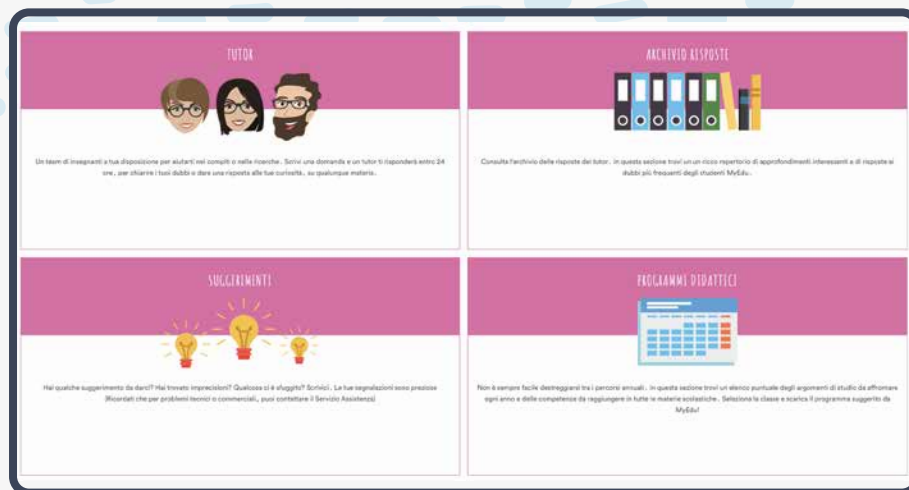 TUTOR
Un team di insegnanti a tua disposizione per aiutarti nei compiti o nelle ricerche. Scrivi una domanda e un tutor ti risponderà entro 24
ore, per chiarire i tuoi dubbi o dare una risposta alle tue curiosità, su qualunque materia.
ARCHIVIO RISPOSTE
Consulta l'archivio delle risposte dei tutor. In questa sezione trovi un un ricco repertorio di approfondimenti interessanti e di risposte ai
dubbi più frequenti degli studenti MyEdu.
SUGGERIMENTI
Hai qualche suggerimento da darci? Hai trovato imprecisioni? Qualcosa ci è sfuggito? Scrivici. Le tue segnalazioni sono preziose
(Ricordati che per problemi tecnici o commerciali, puoi contattare il Servizio Assistenza)
PROGRAMMI DIDATTICI
Non è sempre facile destreggiarsi tra i percorsi annuali. In questa sezione trovi un elenco puntuale degli argomenti di studio da affrontare
ogni anno e delle competenze da raggiungere in tutte le materie scolastiche. Seleziona la classe e scarica il programma suggerito da
MyEdu!